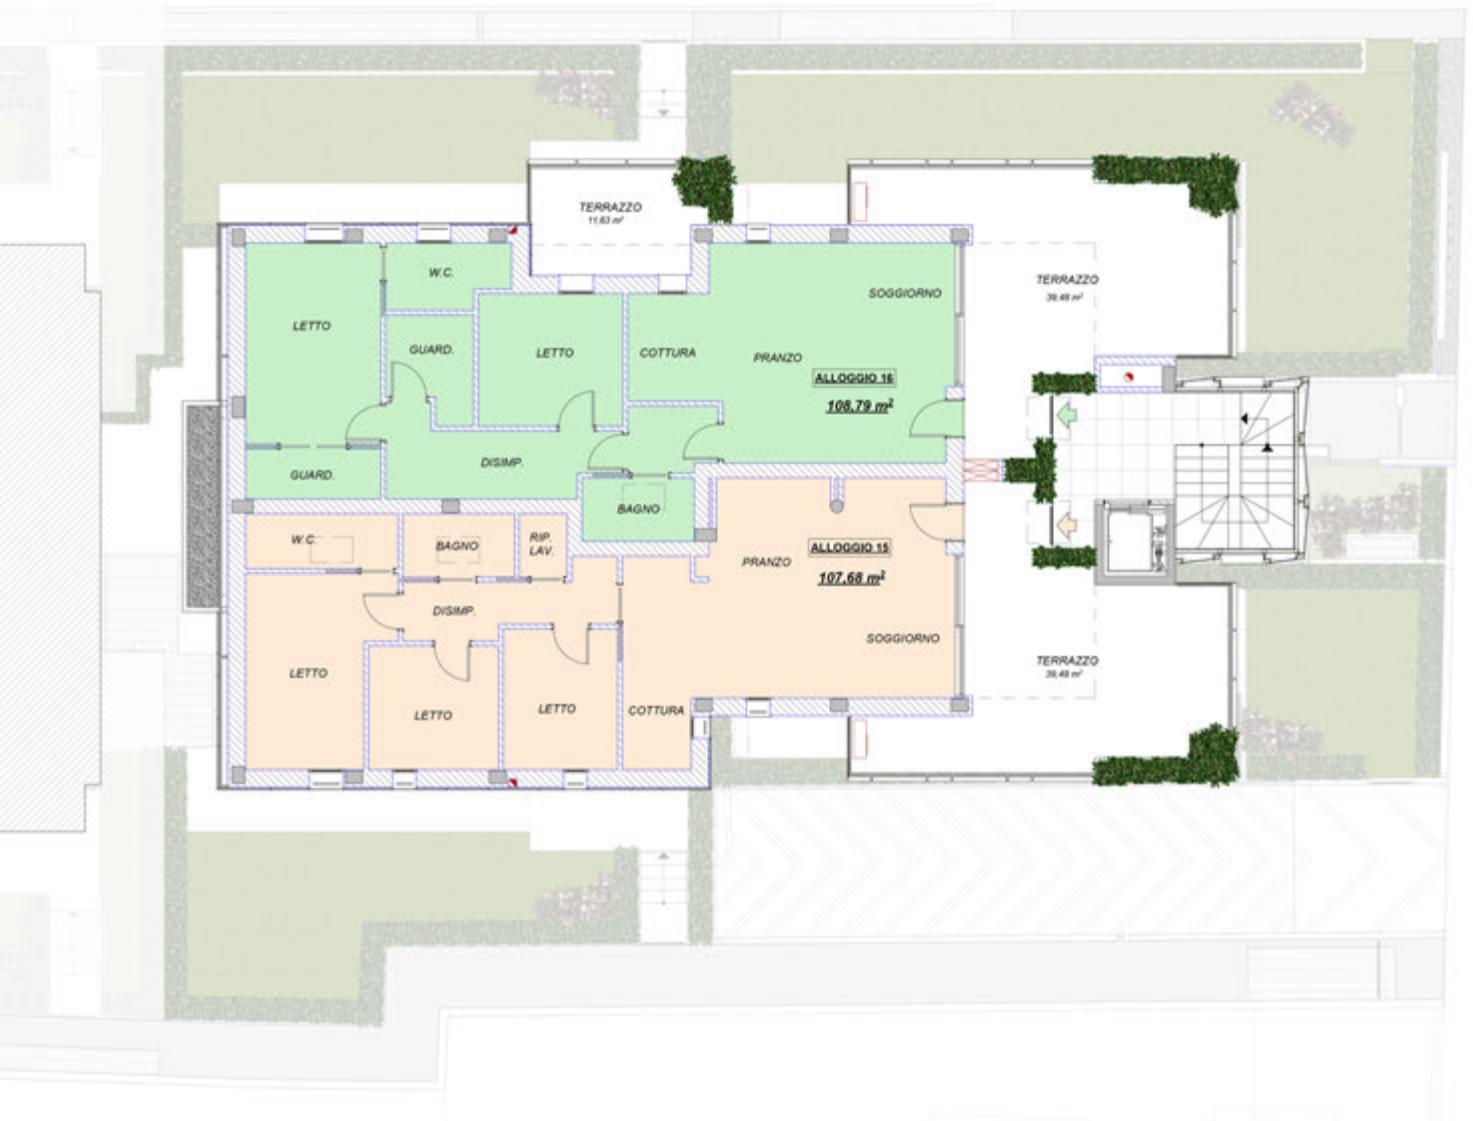 TERRAZZO
11,63 m²
W.C.
LETTO
GUARD.
LETTO
COTTURA
PRANZO
SOGGIORNO
TERRAZZO
39,48 m²
ALLOGGIO 16
108,79 m²
GUARD.
DISIMP.
BAGNO
W.C.
BAGNO
RIP.
LAV.
PRANZO
ALLOGGIO 15
107,68 m²
DISIMP.
SOGGIORNO
LETTO
LETTO
LETTO
COTTURA
TERRAZZO
39,48 m²